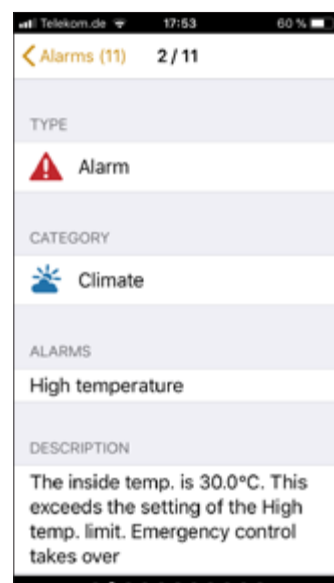 Telekom.de 17:53 60 %
Alarms (11) 2 / 11
TYPE
Alarm
CATEGORY
Climate
ALARMS
High temperature
DESCRIPTION
The inside temp. is 30.0°C. This
exceeds the setting of the High
temp. limit. Emergency control
takes over